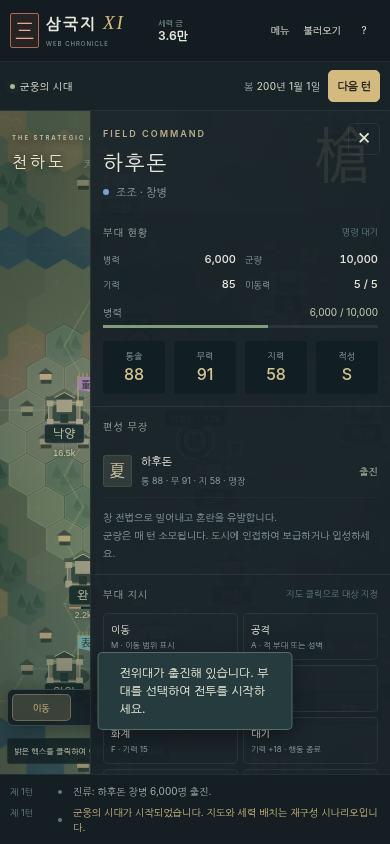 三 삼국지 XI
WEB CHRONICLE
세력 금
3.6만
메뉴 불러오기 ?
군웅의 시대
봄 200년 1월 1일
다음 턴
THE STRATEGIC
천하도
FIELD COMMAND
하후돈
조조 · 창병
槍
×
부대 현황
명령 대기
병력 6,000 군량 10,000
기력 85 이동력 5 / 5
병력 6,000 / 10,000
통솔 무력 지력 적성
88 91 58 S
편성 무장
夏
하후돈
통 88 · 무 91 · 지 58 · 맹장
출진
창 전법으로 밀어내고 혼란을 유발합니다.
군량은 매 턴 소모됩니다. 도시에 인접하여 보급하거나 입성하세
요.
부대 지시
지도 클릭으로 대상 지정
이동
M · 이동 범위 표시
공격
A · 적 부대 또는 성벽
전위대가 출진해 있습니다. 부
대를 선택하여 전투를 시작하
세요.
화계
F · 기력 15
대기
기력 +18 · 행동 종료
낙양
16.5k
완
2.2k
이동
밝은 헥스를 클릭하여
제 1턴 진류: 하후돈 창병 6,000명 출진.
제 1턴 군웅의 시대가 시작되었습니다. 지도와 세력 배치는 재구성 시나리오입니
다.